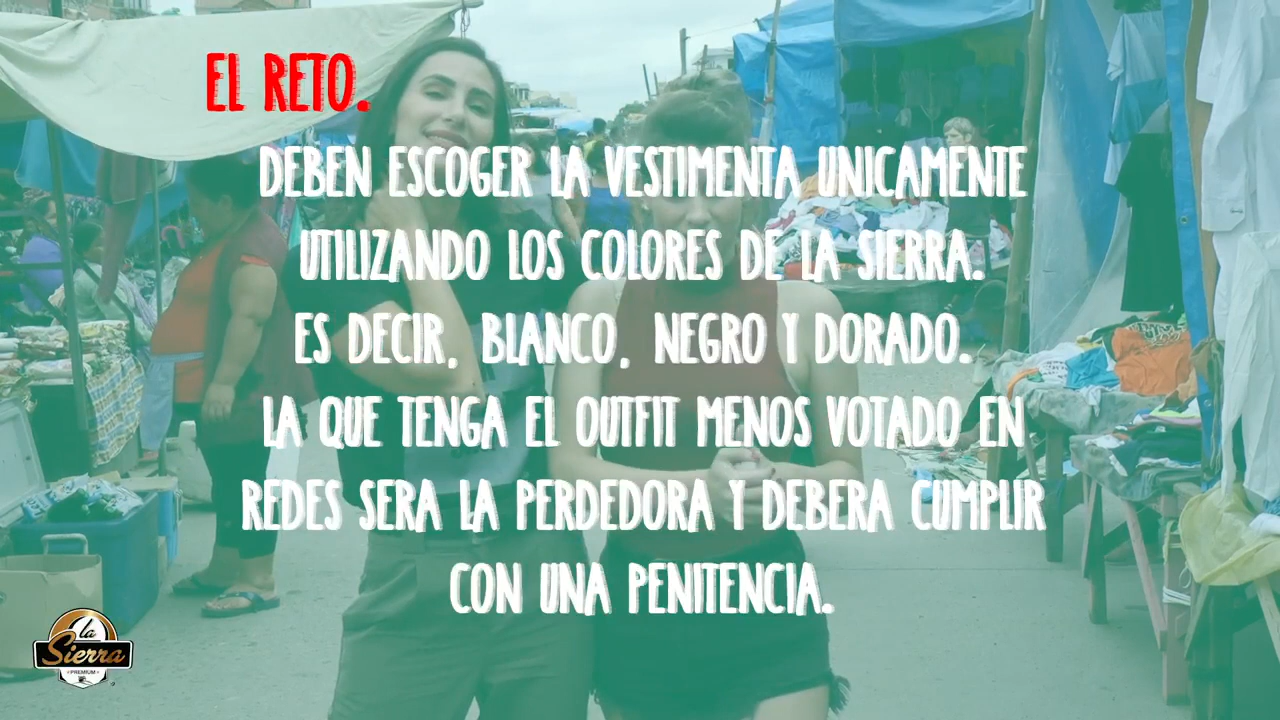 EL RETO.
DEBEN ESCOGER LA VESTIMENTA UNICAMENTE
UTILIZANDO LOS COLORES DE LA SIERRA.
ES DECIR, BLANCO, NEGRO Y DORADO.
LA QUE TENGA EL OUTFIT MENOS VOTADO EN
REDES SERA LA PERDEDORA Y DEBERA CUMPLIR
CON UNA PENITENCIA.
la
Sierra
PREMIUM